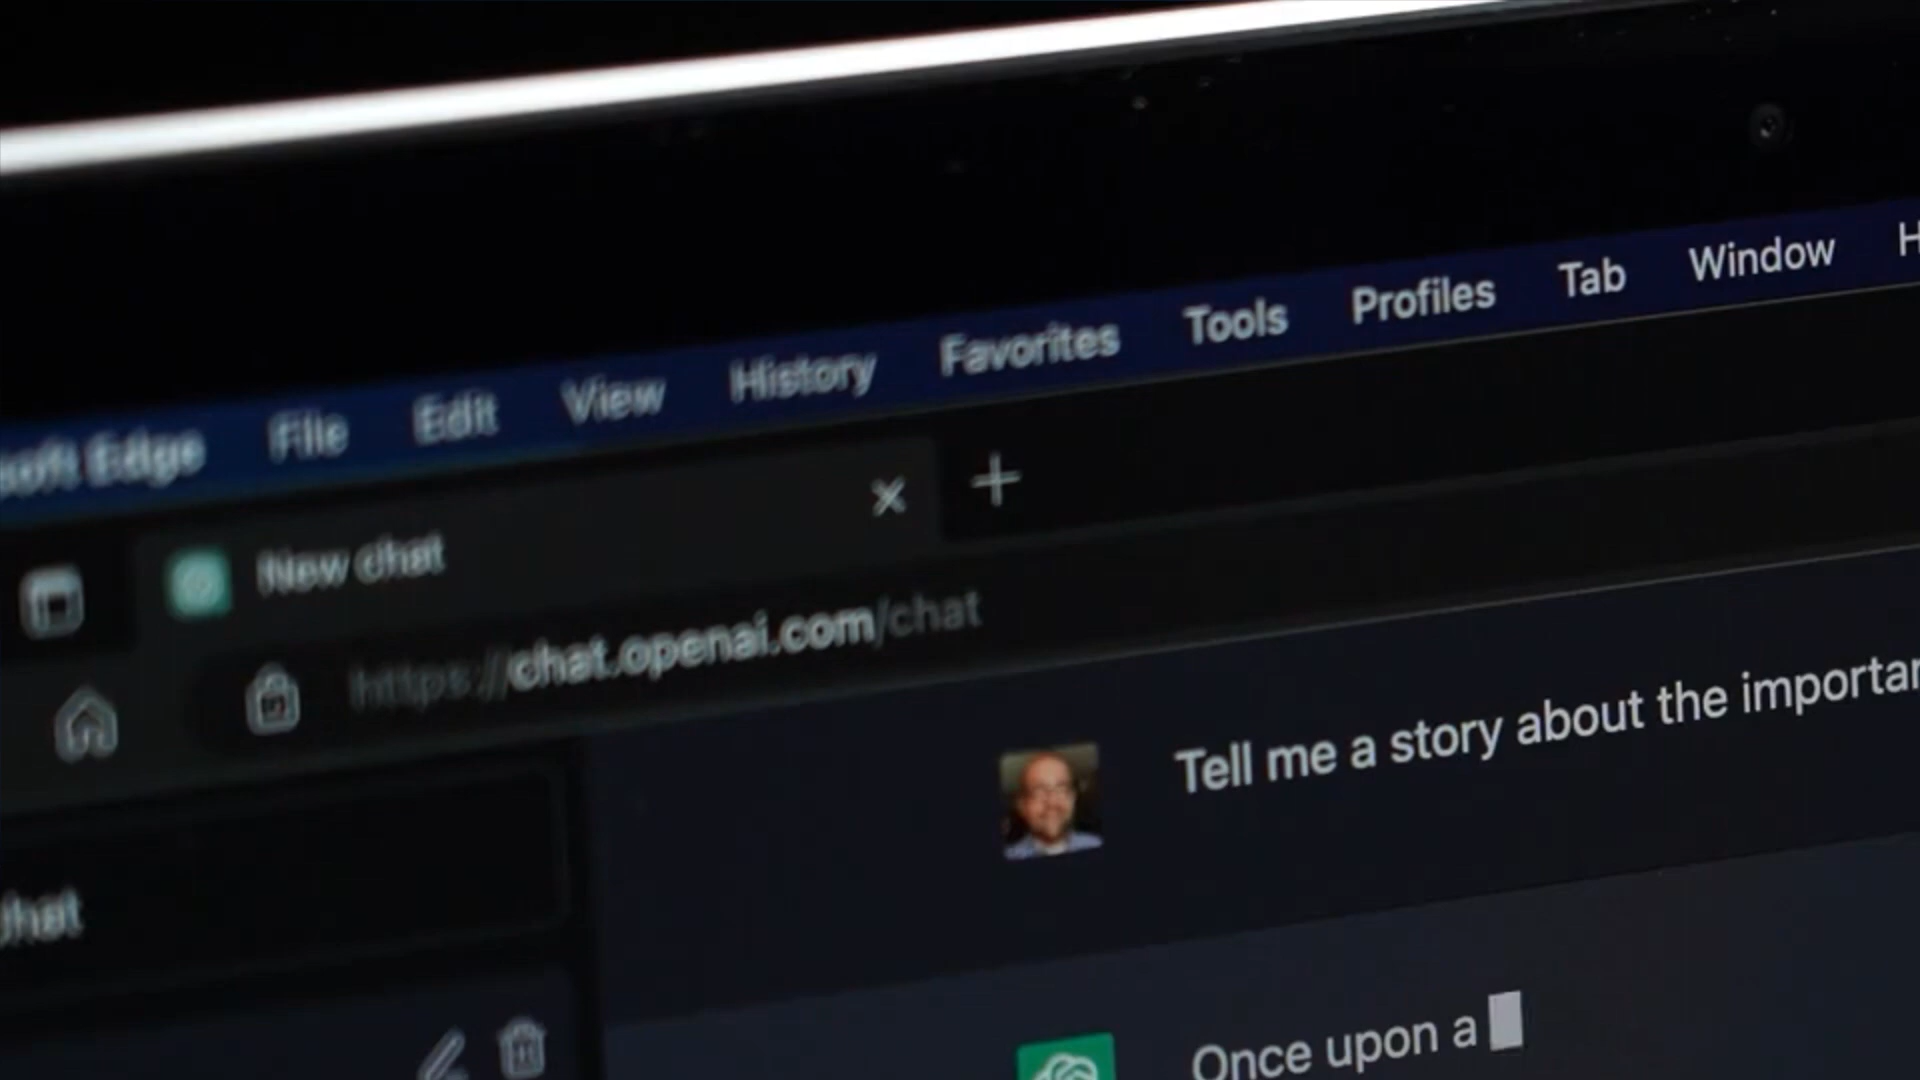 Edge File Edit View History Favorites Tools Profiles Tab Window
New chat
https://chat.openai.com/chat
Tell me a story about the
Once upon a